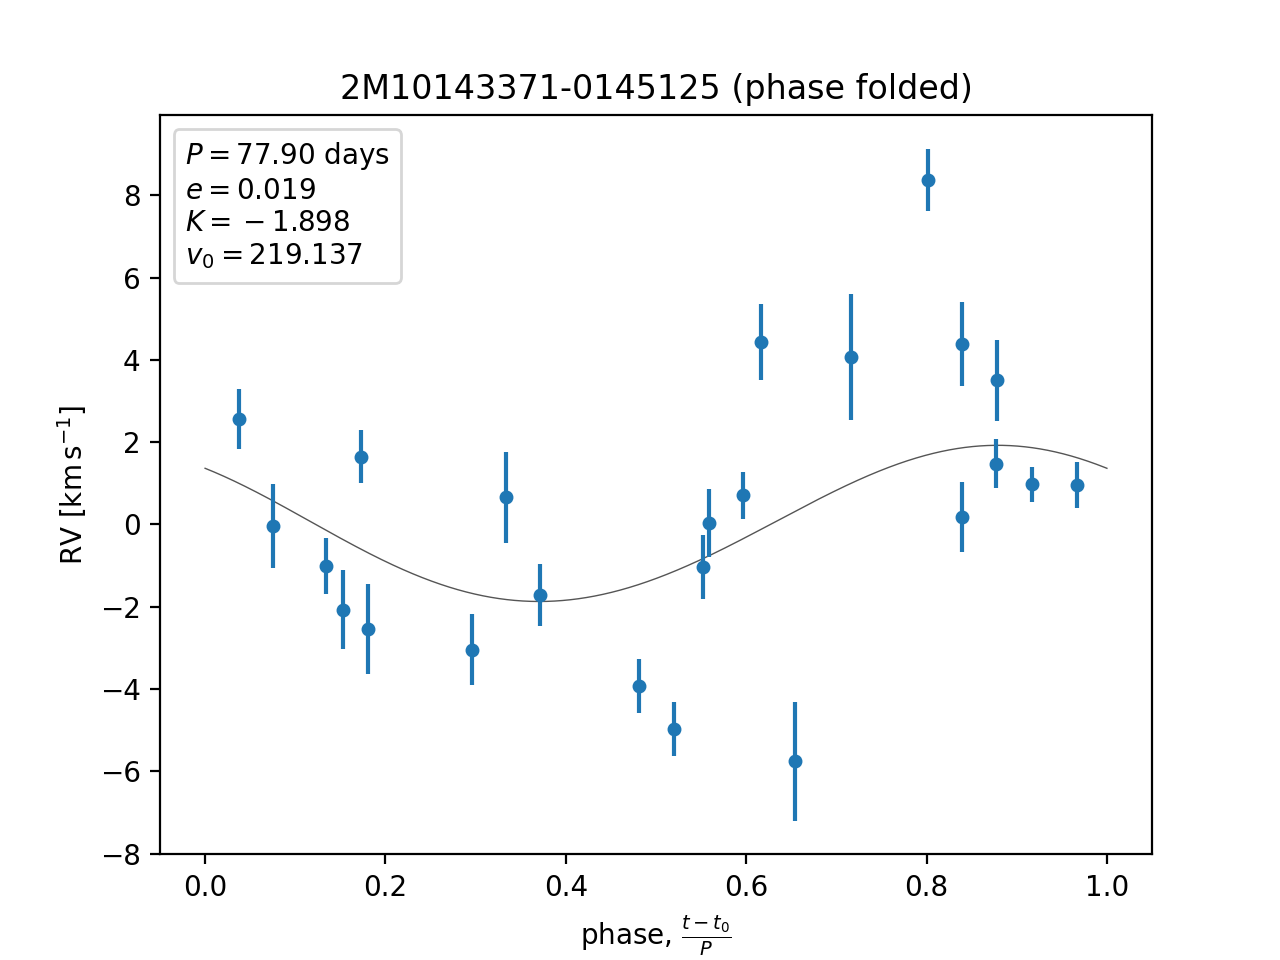 2M10143371-0145125 (phase folded)
P = 77.90 days
e = 0.019
K = −1.898
v₀ = 219.137
RV [km s⁻¹]
8
6
4
2
0
−2
−4
−6
−8
0.0 0.2 0.4 0.6 0.8 1.0
phase, (t − t₀)/P